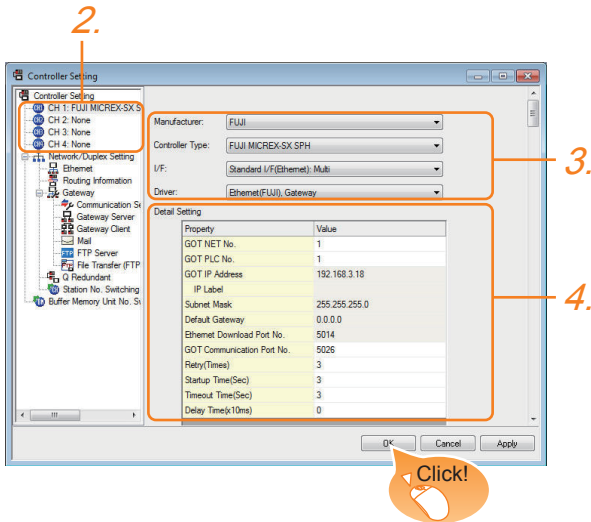 2.
Controller Setting
Controller Setting
CH 1: FUJI MICREX-SX S
CH 2: None
CH 3: None
CH 4: None
Network/Duplex Setting
Ethernet
Routing Information
Gateway
Communication Se
Gateway Server
Gateway Client
Mail
FTP FTP Server
File Transfer (FTP
Q Redundant
Station No. Switching
Buffer Memory Unit No. Sv
Manufacturer: FUJI
Controller Type: FUJI MICREX-SX SPH
I/F: Standard I/F(Ethernet): Multi
Driver: Ethernet(FUJI), Gateway
3.
Detail Setting
Property Value
GOT NET No. 1
GOT PLC No. 1
GOT IP Address 192.168.3.18
IP Label
Subnet Mask 255.255.255.0
Default Gateway 0.0.0.0
Ethernet Download Port No. 5014
GOT Communication Port No. 5026
Retry(Times) 3
Startup Time(Sec) 3
Timeout Time(Sec) 3
Delay Time(x10ms) 0
4.
OK Cancel Apply
Click!